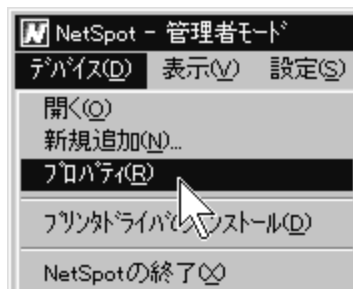 NetSpot - 管理者ﾓｰﾄﾞ
ﾃﾞﾊﾞｲｽ(D) 表示(V) 設定(S)
開く(O)
新規追加(N)...
ﾌﾟﾛﾊﾟﾃｨ(R)
ﾌﾟﾘﾝﾀﾄﾞﾗｲﾊﾞのｲﾝｽﾄｰﾙ(D)
NetSpotの終了(X)